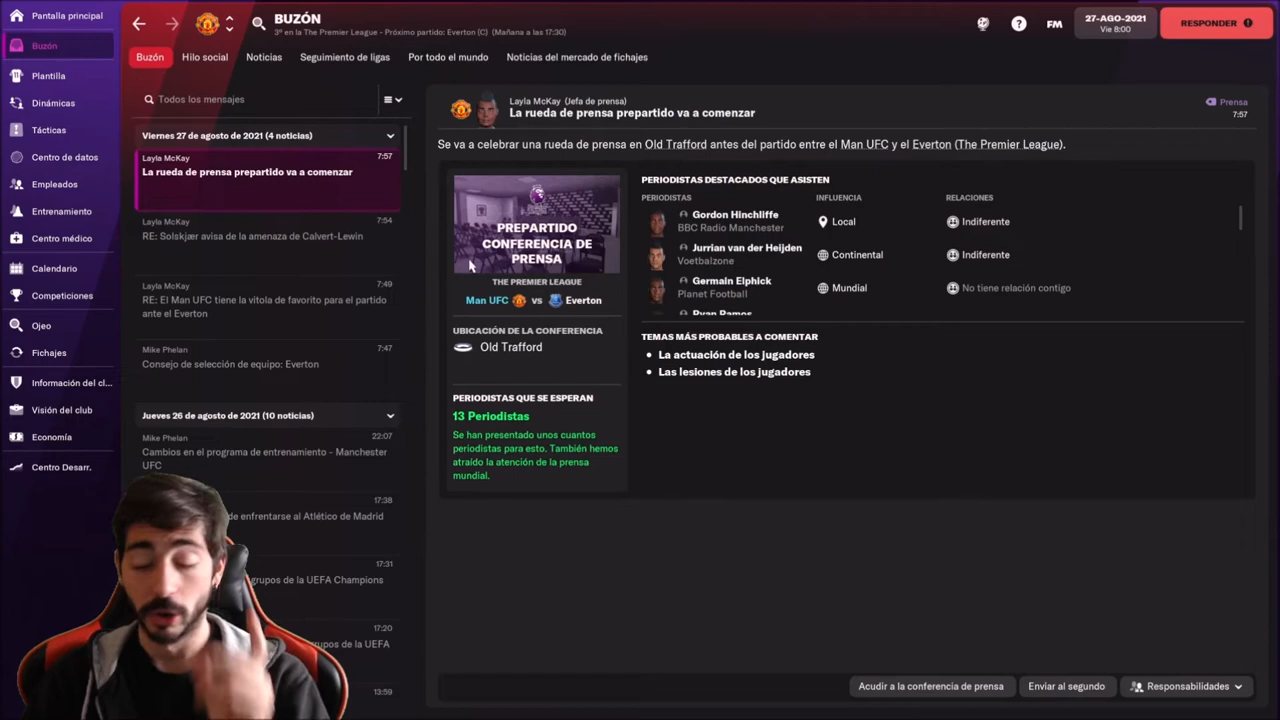 Pantalla principal
Buzón
Plantilla
Dinámicas
Tácticas
Centro de datos
Empleados
Entrenamiento
Centro médico
Calendario
Competiciones
Ojeo
Fichajes
Información del cl...
Visión del club
Economía
Centro Desarr.
BUZÓN
3º en la The Premier League - Próximo partido: Everton (C) (Mañana a las 17:30)
FM
27-AGO-2021
Vie 8:00
RESPONDER
Buzón
Hilo social
Noticias
Seguimiento de ligas
Por todo el mundo
Noticias del mercado de fichajes
Todos los mensajes
Viernes 27 de agosto de 2021 (4 noticias)
Layla McKay 7:57
La rueda de prensa prepartido va a comenzar
Layla McKay 7:54
RE: Solskjær avisa de la amenaza de Calvert-Lewin
Layla McKay 7:49
RE: El Man UFC tiene la vitola de favorito para el partido
ante el Everton
Mike Phelan 7:47
Consejo de selección de equipo: Everton
Jueves 26 de agosto de 2021 (10 noticias)
Mike Phelan 22:07
Cambios en el programa de entrenamiento - Manchester
UFC
17:38
de enfrentarse al Atlético de Madrid
17:31
grupos de la UEFA Champions
17:20
grupos de la UEFA
13:59
Layla McKay (Jefa de prensa)
La rueda de prensa prepartido va a comenzar
Prensa
7:57
Se va a celebrar una rueda de prensa en Old Trafford antes del partido entre el Man UFC y el Everton (The Premier League).
PREPARTIDO
CONFERENCIA DE
PRENSA
THE PREMIER LEAGUE
Man UFC vs Everton
UBICACIÓN DE LA CONFERENCIA
Old Trafford
PERIODISTAS QUE SE ESPERAN
13 Periodistas
Se han presentado unos cuantos
periodistas para esto. También hemos
atraído la atención de la prensa
mundial.
PERIODISTAS DESTACADOS QUE ASISTEN
PERIODISTAS INFLUENCIA RELACIONES
Gordon Hinchliffe
BBC Radio Manchester
Local
Indiferente
Jurrian van der Heijden
Voetbalzone
Continental
Indiferente
Germain Elphick
Planet Football
Mundial
No tiene relación contigo
Ryan Ramos
TEMAS MÁS PROBABLES A COMENTAR
• La actuación de los jugadores
• Las lesiones de los jugadores
Acudir a la conferencia de prensa
Enviar al segundo
Responsabilidades